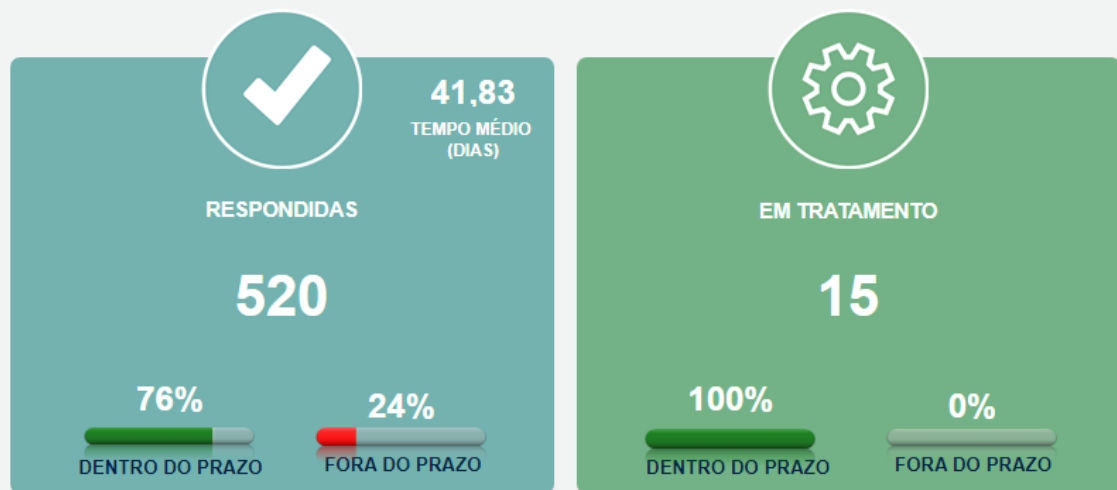 41,83
TEMPO MÉDIO
(DIAS)
RESPONDIDAS
520
76%
DENTRO DO PRAZO
24%
FORA DO PRAZO
EM TRATAMENTO
15
100%
DENTRO DO PRAZO
0%
FORA DO PRAZO